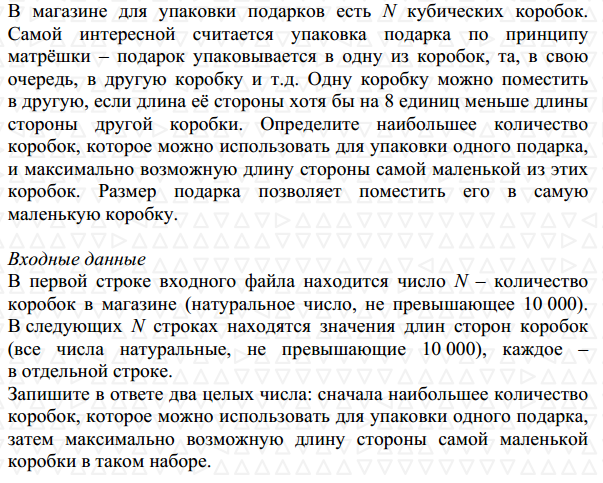 В магазине для упаковки подарков есть N кубических коробок.
Самой интересной считается упаковка подарка по принципу
матрёшки – подарок упаковывается в одну из коробок, та, в свою
очередь, в другую коробку и т.д. Одну коробку можно поместить
в другую, если длина её стороны хотя бы на 8 единиц меньше длины
стороны другой коробки. Определите наибольшее количество
коробок, которое можно использовать для упаковки одного подарка,
и максимально возможную длину стороны самой маленькой из этих
коробок. Размер подарка позволяет поместить его в самую
маленькую коробку.
Входные данные
В первой строке входного файла находится число N – количество
коробок в магазине (натуральное число, не превышающее 10 000).
В следующих N строках находятся значения длин сторон коробок
(все числа натуральные, не превышающие 10 000), каждое –
в отдельной строке.
Запишите в ответе два целых числа: сначала наибольшее количество
коробок, которое можно использовать для упаковки одного подарка,
затем максимально возможную длину стороны самой маленькой
коробки в таком наборе.